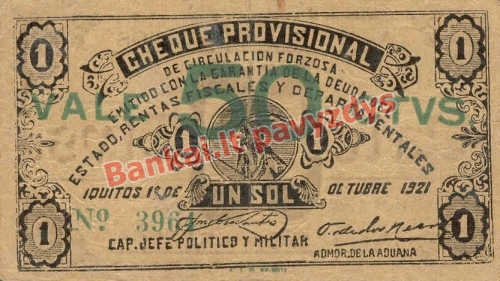 CHEQUE PROVISIONAL
1
1
DE CIRCULACION FORZOSA
EMITIDO CON LA GARANTIA DE LA DEUDA DEL
ESTADO, RENTAS FISCALES Y DEPARTAMENTALES
VALE 50 CTVS
Bankai.lt pavyzdys
1
1
IQUITOS 1º DE
UN SOL
OCTUBRE 1921
Nº 3964
1
1
CAP. JEFE POLITICO Y MILITAR
ADMOR. DE LA ADUANA